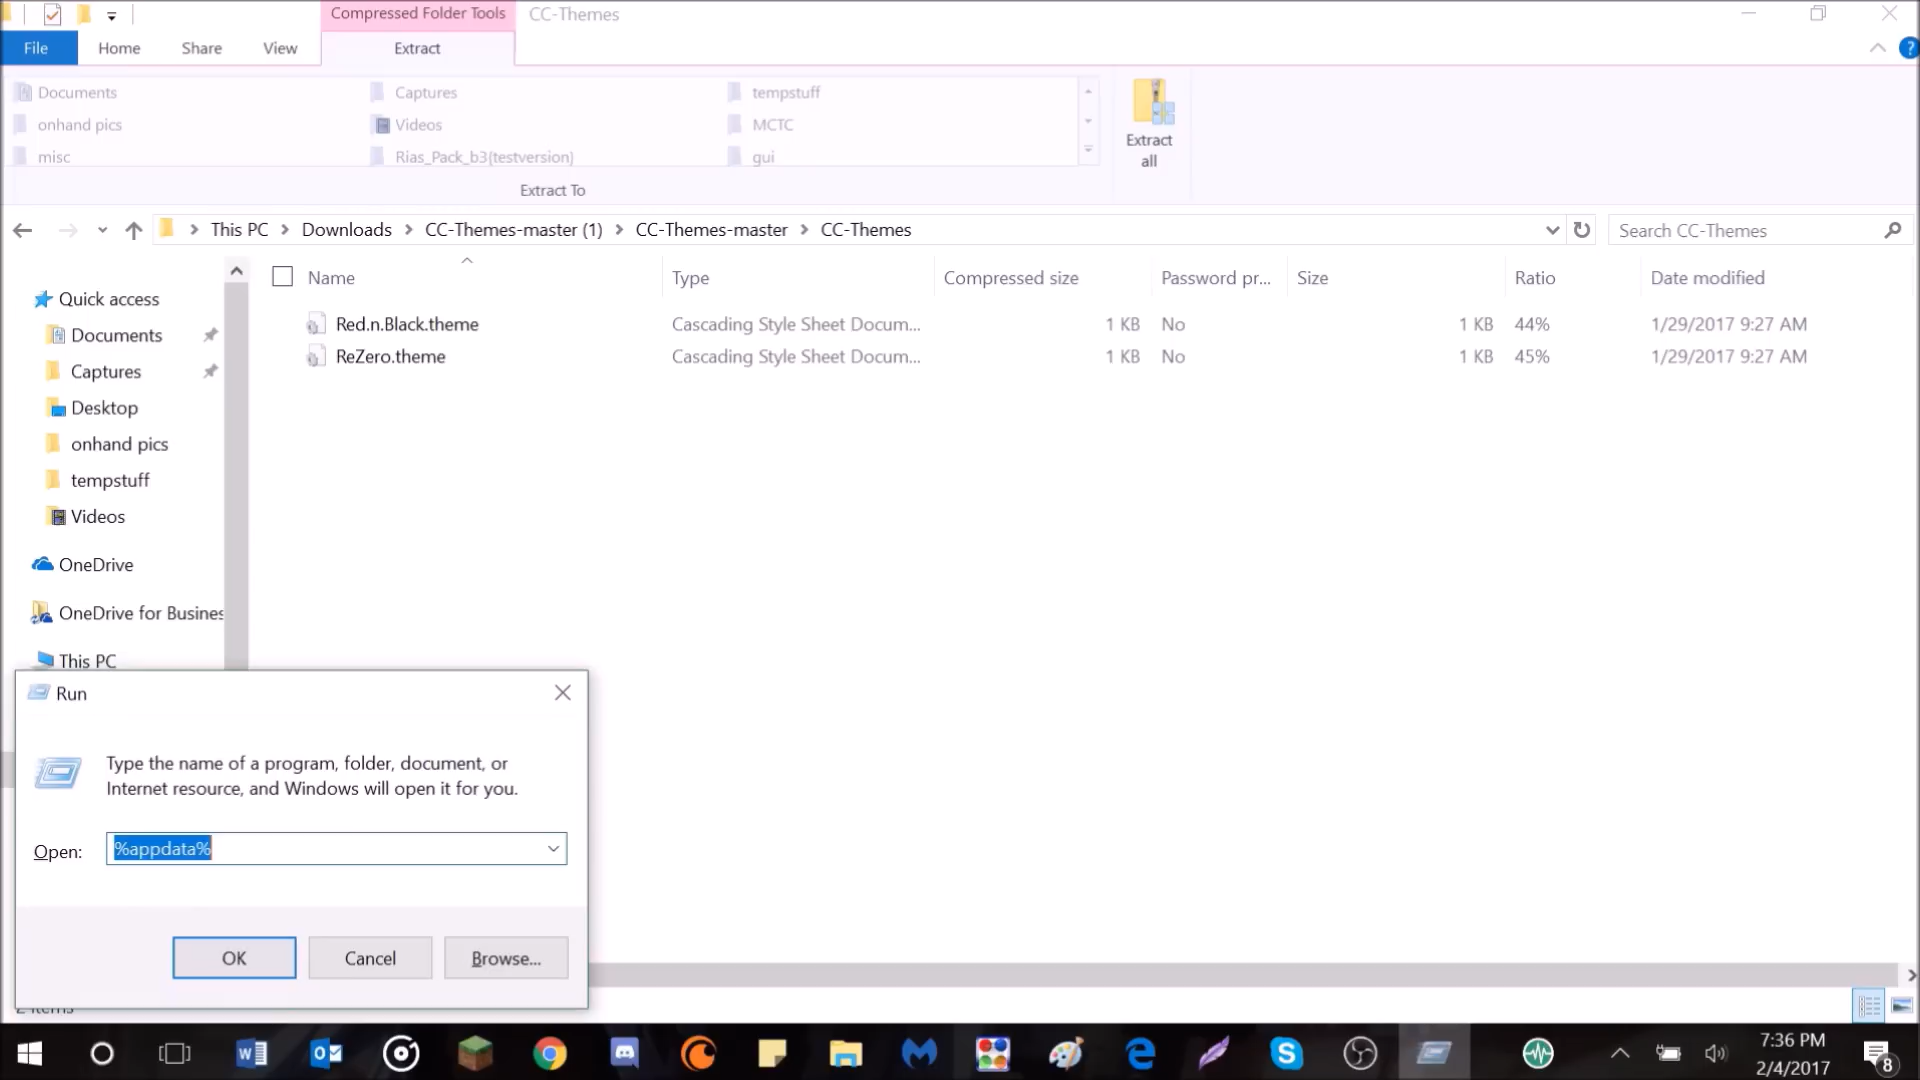 Compressed Folder Tools
CC-Themes
File
Home
Share
View
Extract
?
Documents
Captures
tempstuff
onhand pics
Videos
MCTC
misc
Rias_Pack_b3(testversion)
gui
Extract To
Extract
all
This PC
Downloads
CC-Themes-master (1)
CC-Themes-master
CC-Themes
Search CC-Themes
Name
Type
Compressed size
Password pr...
Size
Ratio
Date modified
Red.n.Black.theme
Cascading Style Sheet Docum...
1 KB
No
1 KB
44%
1/29/2017 9:27 AM
ReZero.theme
Cascading Style Sheet Docum...
1 KB
No
1 KB
45%
1/29/2017 9:27 AM
Quick access
Documents
Captures
Desktop
onhand pics
tempstuff
Videos
OneDrive
OneDrive for Busines
This PC
Run
Type the name of a program, folder, document, or
Internet resource, and Windows will open it for you.
Open:
%appdata%
OK
Cancel
Browse...
2 items
7:36 PM
2/4/2017
8